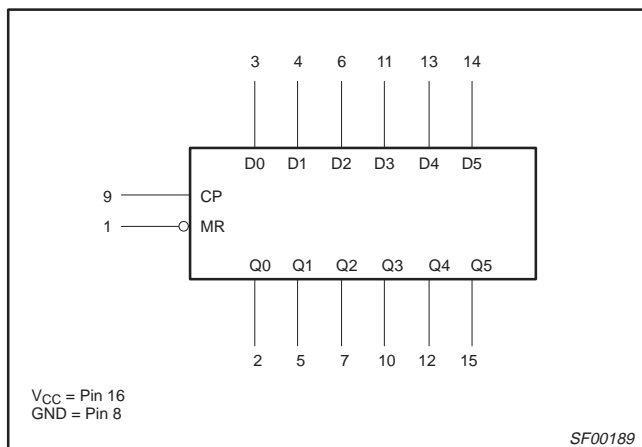 3 4 6 11 13 14
D0 D1 D2 D3 D4 D5
9 CP
1 MR
Q0 Q1 Q2 Q3 Q4 Q5
2 5 7 10 12 15
VCC = Pin 16
GND = Pin 8
SF00189